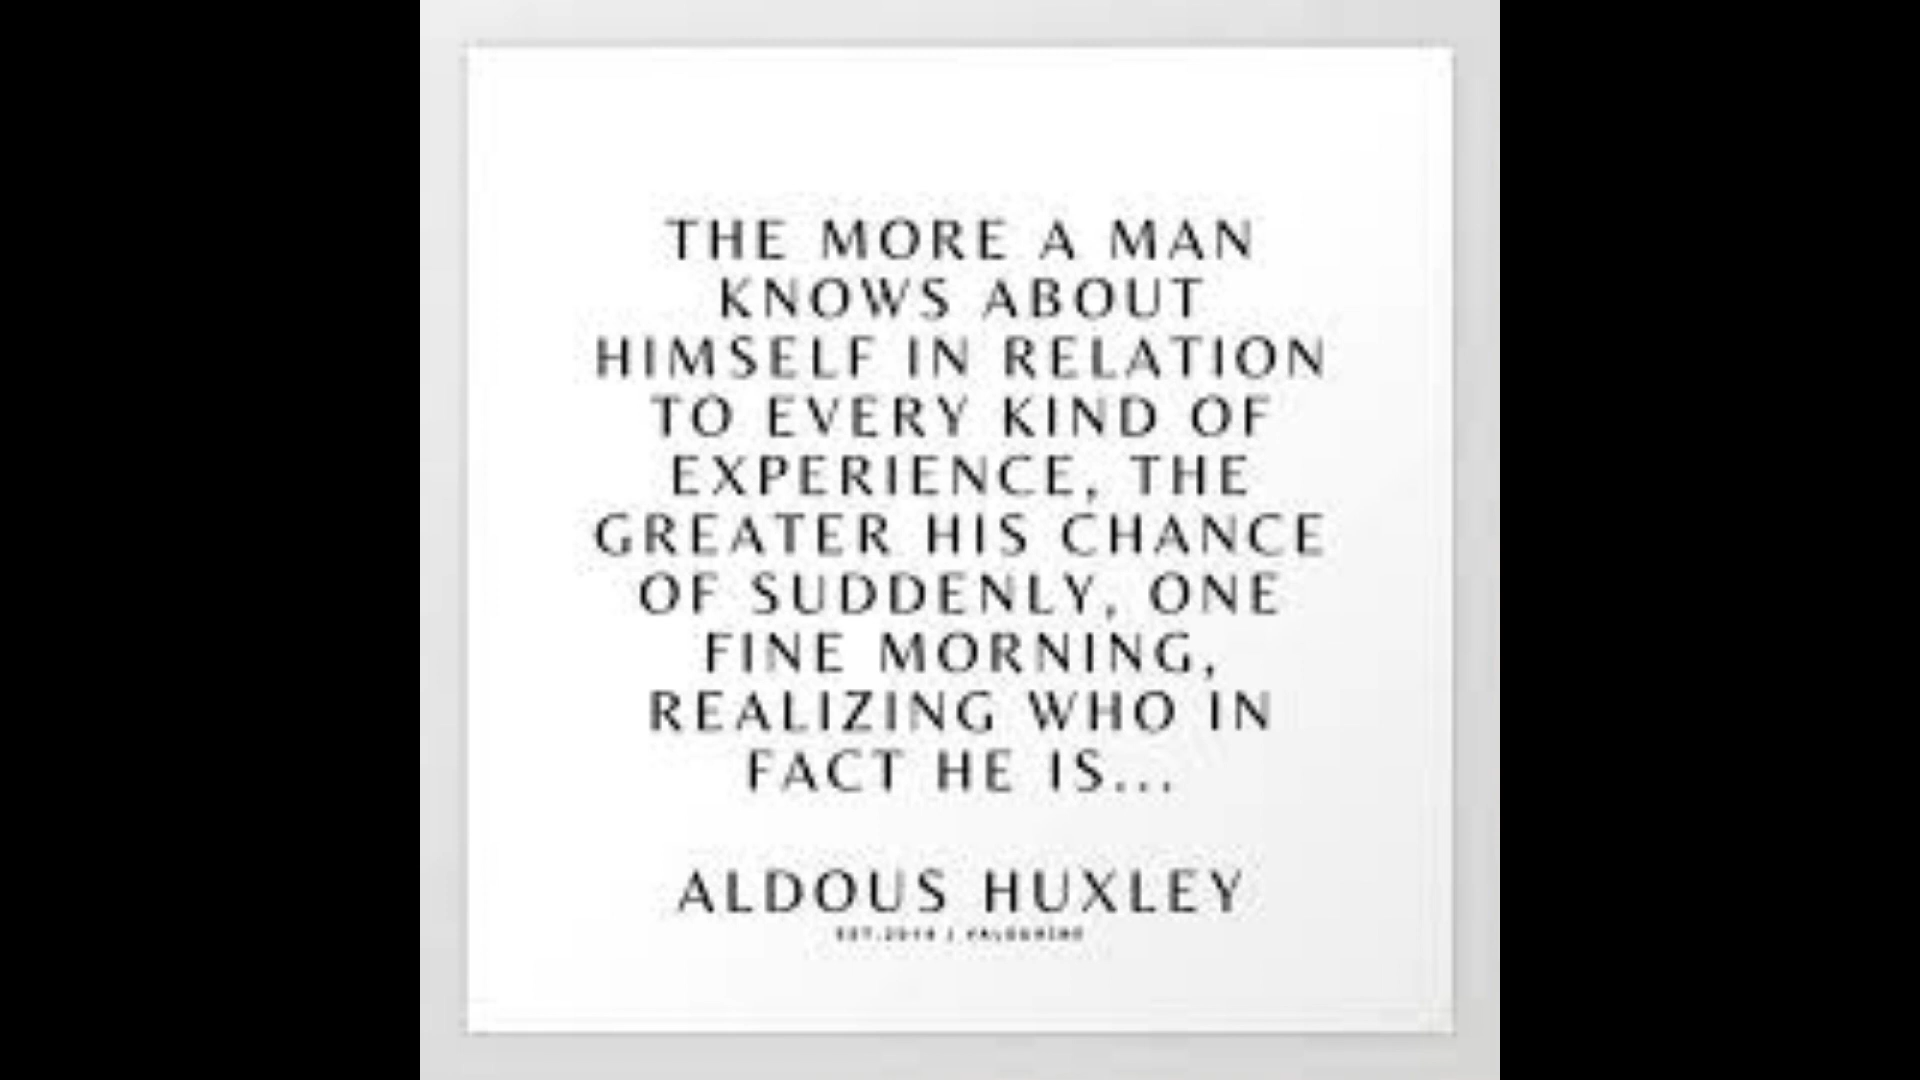 THE MORE A MAN
KNOWS ABOUT
HIMSELF IN RELATION
TO EVERY KIND OF
EXPERIENCE, THE
GREATER HIS CHANCE
OF SUDDENLY, ONE
FINE MORNING,
REALIZING WHO IN
FACT HE IS...
ALDOUS HUXLEY